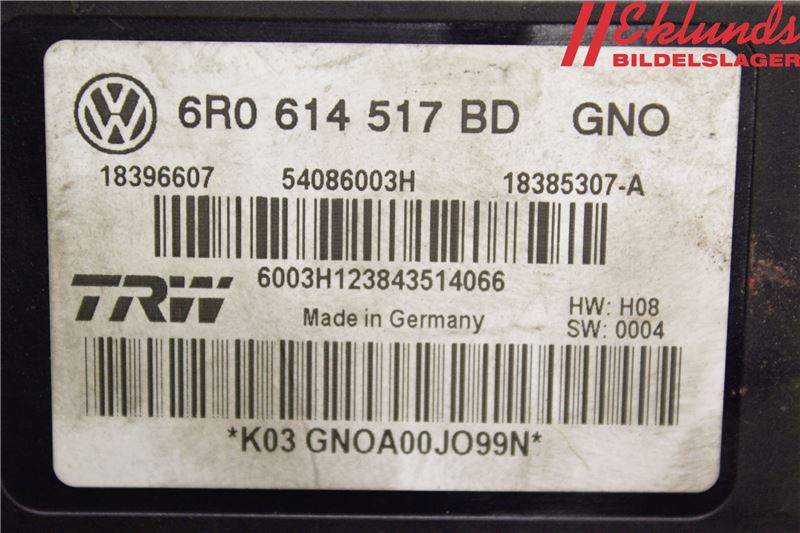 Eklunds
BILDELSLAGER
VW 6R0 614 517 BD GNO
18396607 54086003H 18385307-A
6003H123843514066
TRW
Made in Germany
HW: H08
SW: 0004
*K03 GNOA00JO99N*